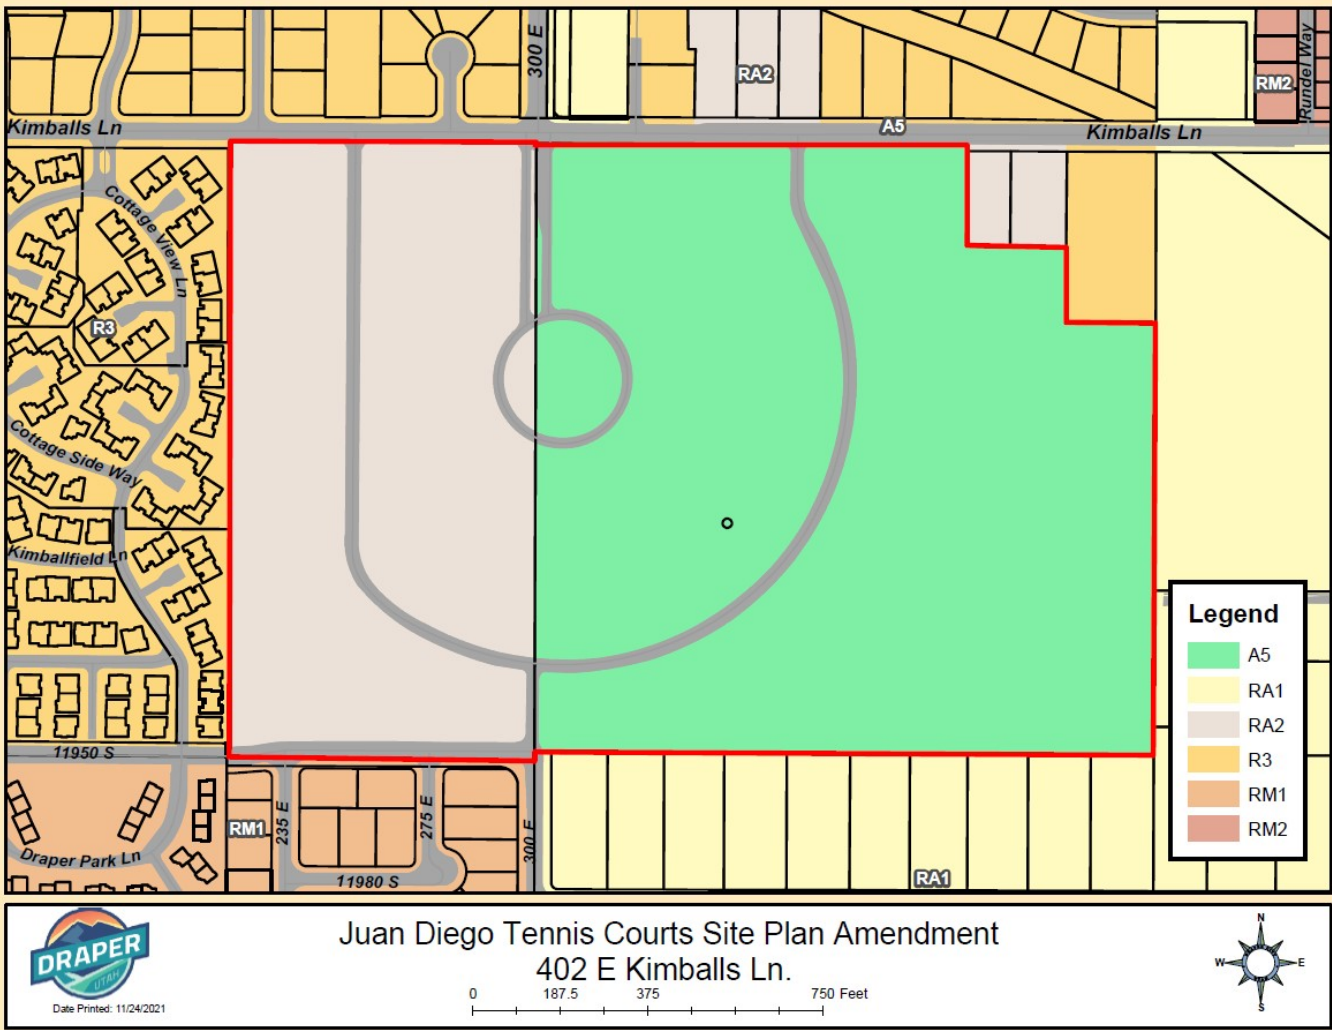 300 E
RA2
RM2
Rundel Way
Kimballs Ln
A5
Kimballs Ln
Cottage View Ln
R3
Cottage Side Way
Kimballfield Ln
11950 S
RM1
235 E
275 E
300 E
Draper Park Ln
11980 S
RA1
Legend
A5
RA1
RA2
R3
RM1
RM2
DRAPER
UTAH
Date Printed: 11/24/2021
Juan Diego Tennis Courts Site Plan Amendment
402 E Kimballs Ln.
0 187.5 375 750 Feet
N
W E
S